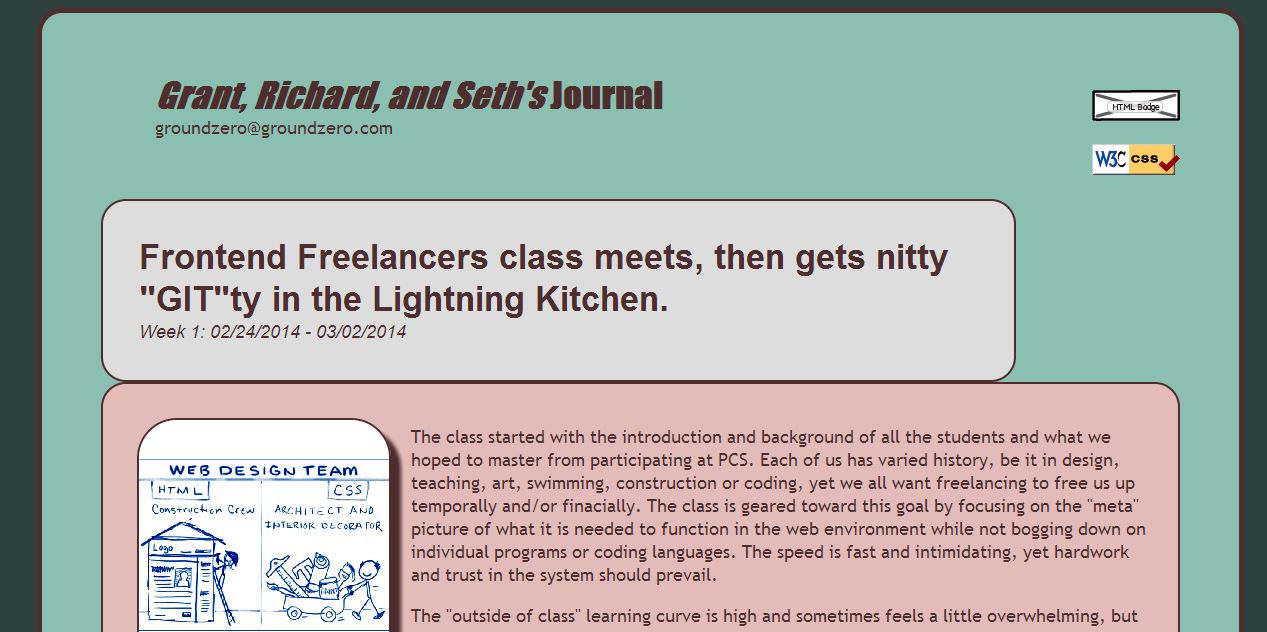 Grant, Richard, and Seth's Journal
groundzero@groundzero.com
HTML Badge
W3C css
Frontend Freelancers class meets, then gets nitty
"GIT"ty in the Lightning Kitchen.
Week 1: 02/24/2014 - 03/02/2014
WEB DESIGN TEAM
HTML
CSS
Construction Crew
ARCHITECT AND
INTERIOR DECORATOR
Logo
The class started with the introduction and background of all the students and what we
hoped to master from participating at PCS. Each of us has varied history, be it in design,
teaching, art, swimming, construction or coding, yet we all want freelancing to free us up
temporally and/or finacially. The class is geared toward this goal by focusing on the "meta"
picture of what it is needed to function in the web environment while not bogging down on
individual programs or coding languages. The speed is fast and intimidating, yet hardwork
and trust in the system should prevail.
The "outside of class" learning curve is high and sometimes feels a little overwhelming, but